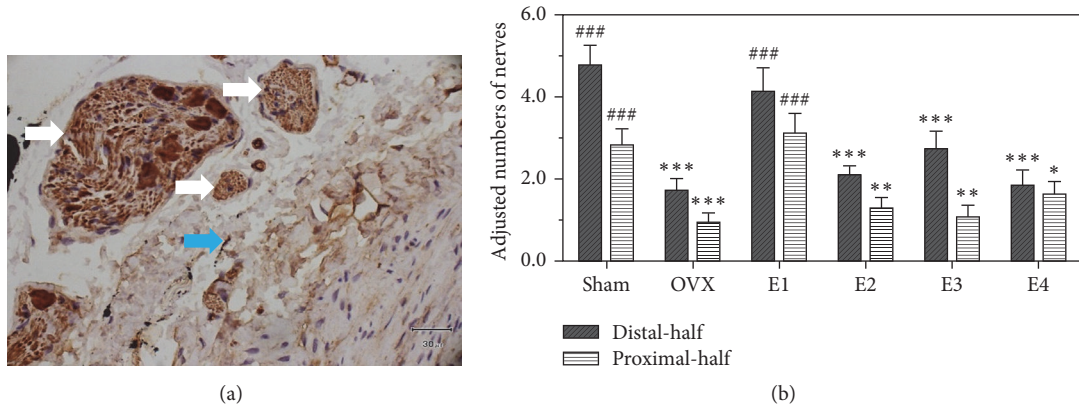 30 μm
(a)
Adjusted numbers of nerves
6.0
4.0
2.0
0.0
###
###
***
***
###
###
***
**
***
**
***
*
Sham
OVX
E1
E2
E3
E4
Distal-half
Proximal-half
(b)